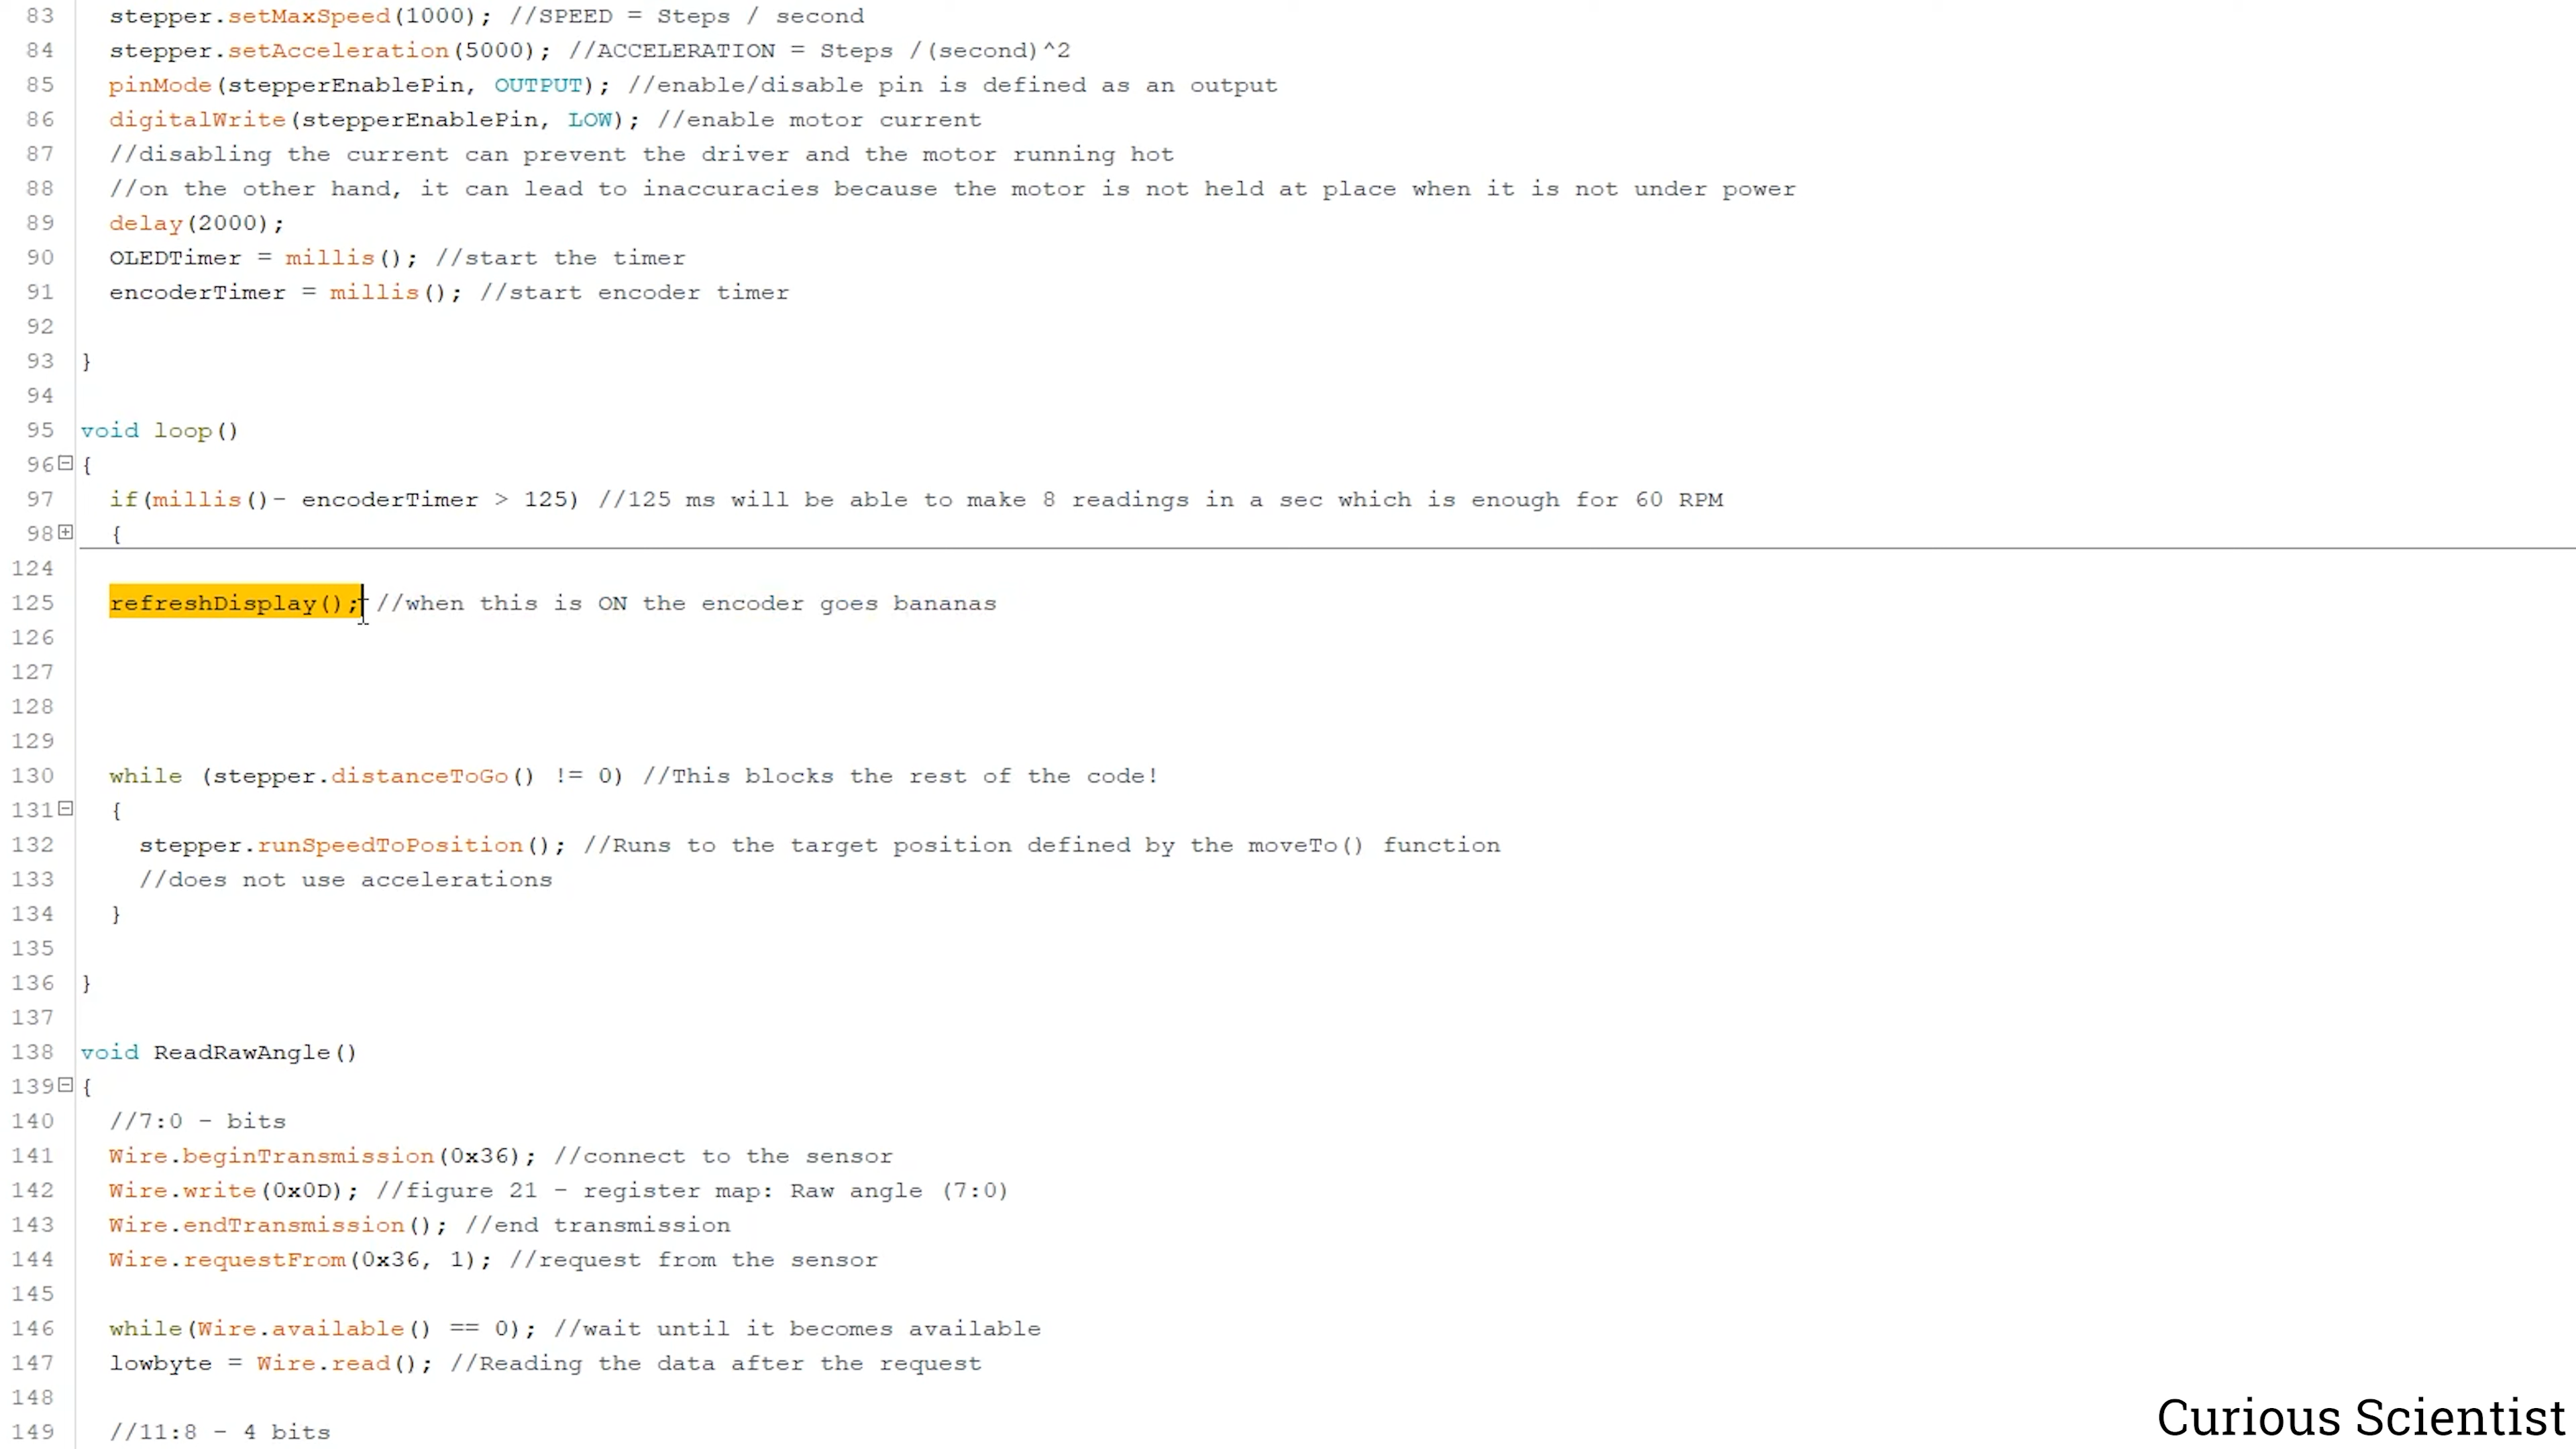 83 stepper.setMaxSpeed(1000); //SPEED = Steps / second
84 stepper.setAcceleration(5000); //ACCELERATION = Steps /(second)^2
85 pinMode(stepperEnablePin, OUTPUT); //enable/disable pin is defined as an output
86 digitalWrite(stepperEnablePin, LOW); //enable motor current
87 //disabling the current can prevent the driver and the motor running hot
88 //on the other hand, it can lead to inaccuracies because the motor is not held at place when it is not under power
89 delay(2000);
90 OLEDTimer = millis(); //start the timer
91 encoderTimer = millis(); //start encoder timer
92
93 }
94
95 void loop()
96 {
97 if(millis()- encoderTimer > 125) //125 ms will be able to make 8 readings in a sec which is enough for 60 RPM
98 {
124
125 refreshDisplay(); //when this is ON the encoder goes bananas
126
127
128
129
130 while (stepper.distanceToGo() != 0) //This blocks the rest of the code!
131 {
132 stepper.runSpeedToPosition(); //Runs to the target position defined by the moveTo() function
133 //does not use accelerations
134 }
135
136 }
137
138 void ReadRawAngle()
139 {
140 //7:0 - bits
141 Wire.beginTransmission(0x36); //connect to the sensor
142 Wire.write(0x0D); //figure 21 - register map: Raw angle (7:0)
143 Wire.endTransmission(); //end transmission
144 Wire.requestFrom(0x36, 1); //request from the sensor
145
146 while(Wire.available() == 0); //wait until it becomes available
147 lowbyte = Wire.read(); //Reading the data after the request
148
149 //11:8 - 4 bits
Curious Scientist